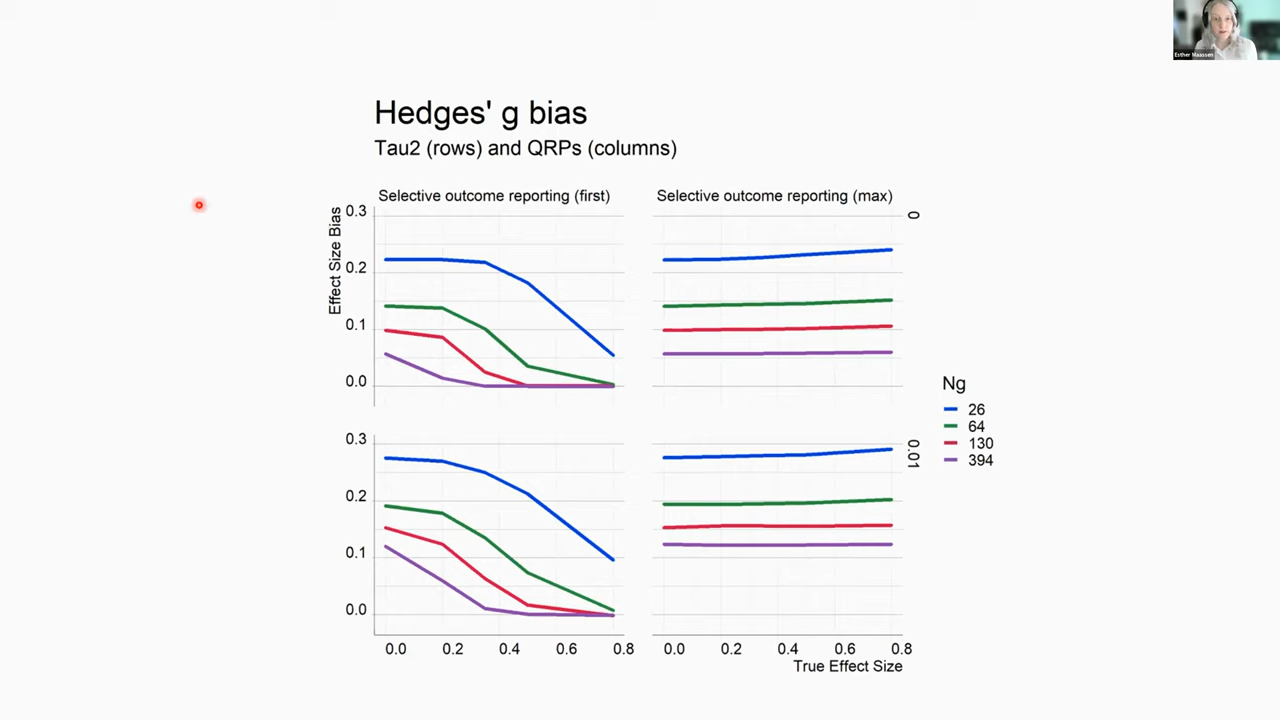 Esther Maassen
Hedges' g bias
Tau2 (rows) and QRPs (columns)
Selective outcome reporting (first)
Selective outcome reporting (max)
Effect Size Bias
0.3
0.2
0.1
0.0
0
0.3
0.2
0.1
0.0
0.01
Ng
26
64
130
394
0.0 0.2 0.4 0.6 0.8
0.0 0.2 0.4 0.6 0.8
True Effect Size